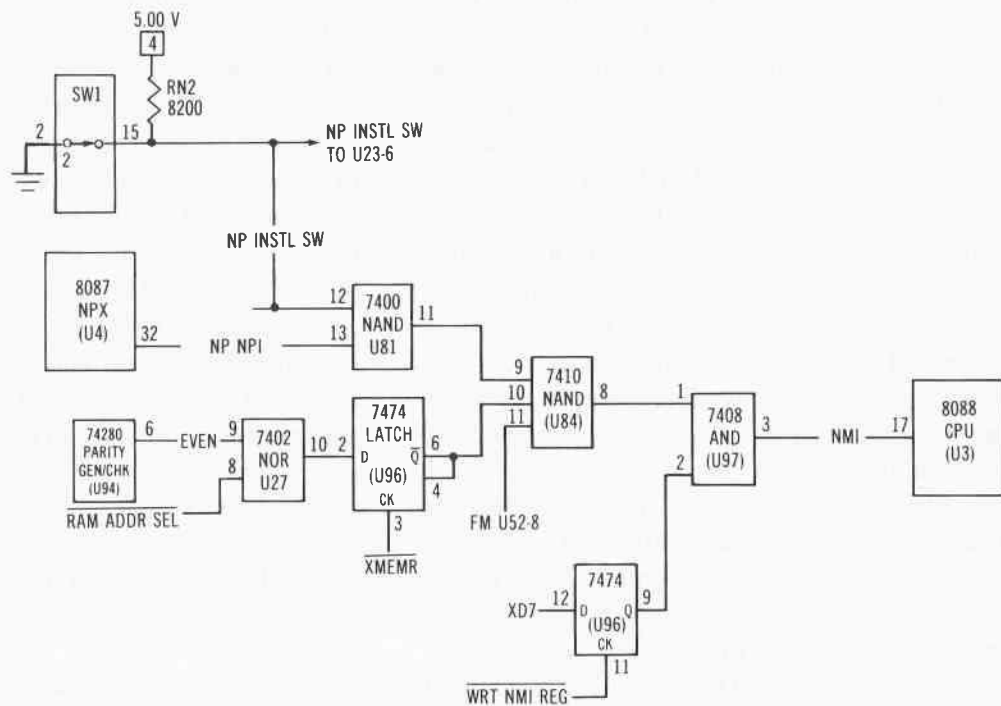 5.00 V
4
RN2
8200
SW1
2
2
15
NP INSTL SW
TO U23-6
NP INSTL SW
8087
NPX
(U4)
32
NP NPI
12
13
7400
NAND
U81
11
74280
PARITY
GEN/CHK
(U94)
6
EVEN
9
8
RAM ADDR SEL
7402
NOR
U27
10
2
7474
LATCH
D
Q
(U96)
CK
6
4
3
XMEMR
9
10
11
7410
NAND
(U84)
8
FM U52-8
1
2
7408
AND
(U97)
3
NMI
17
8088
CPU
(U3)
XD7
12
7474
D
Q
(U96)
CK
9
11
WRT NMI REG